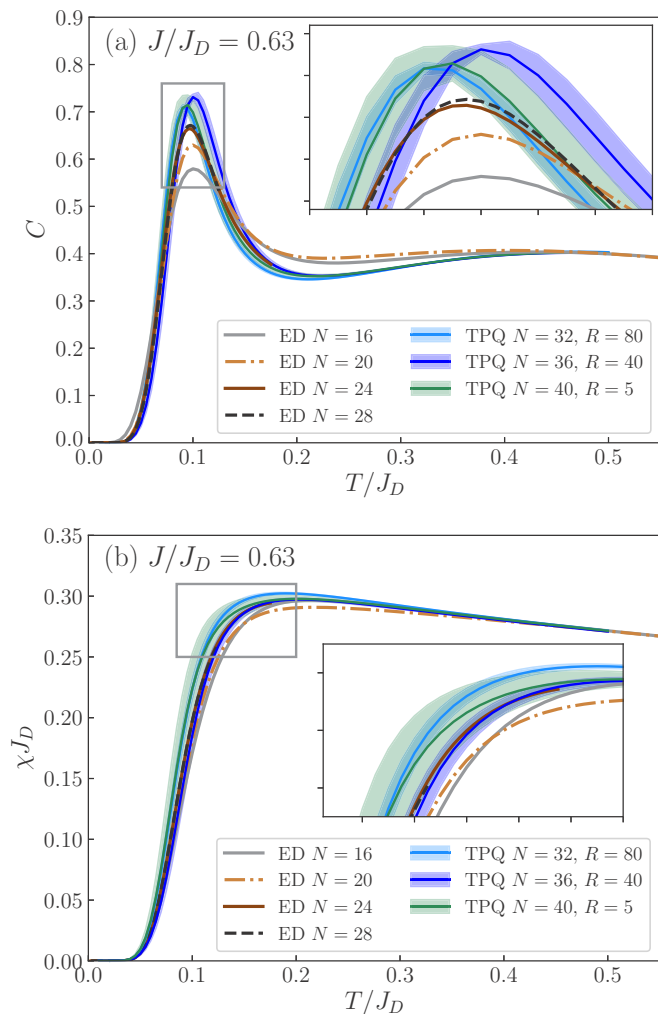 (a) J/J_D = 0.63
0.9
0.8
0.7
0.6
0.5
0.4
0.3
0.2
0.1
0.0
C
ED N = 16
ED N = 20
ED N = 24
ED N = 28
TPQ N = 32, R = 80
TPQ N = 36, R = 40
TPQ N = 40, R = 5
0.0 0.1 0.2 0.3 0.4 0.5
T/J_D
(b) J/J_D = 0.63
0.35
0.30
0.25
0.20
0.15
0.10
0.05
0.00
χJ_D
ED N = 16
ED N = 20
ED N = 24
ED N = 28
TPQ N = 32, R = 80
TPQ N = 36, R = 40
TPQ N = 40, R = 5
0.0 0.1 0.2 0.3 0.4 0.5
T/J_D